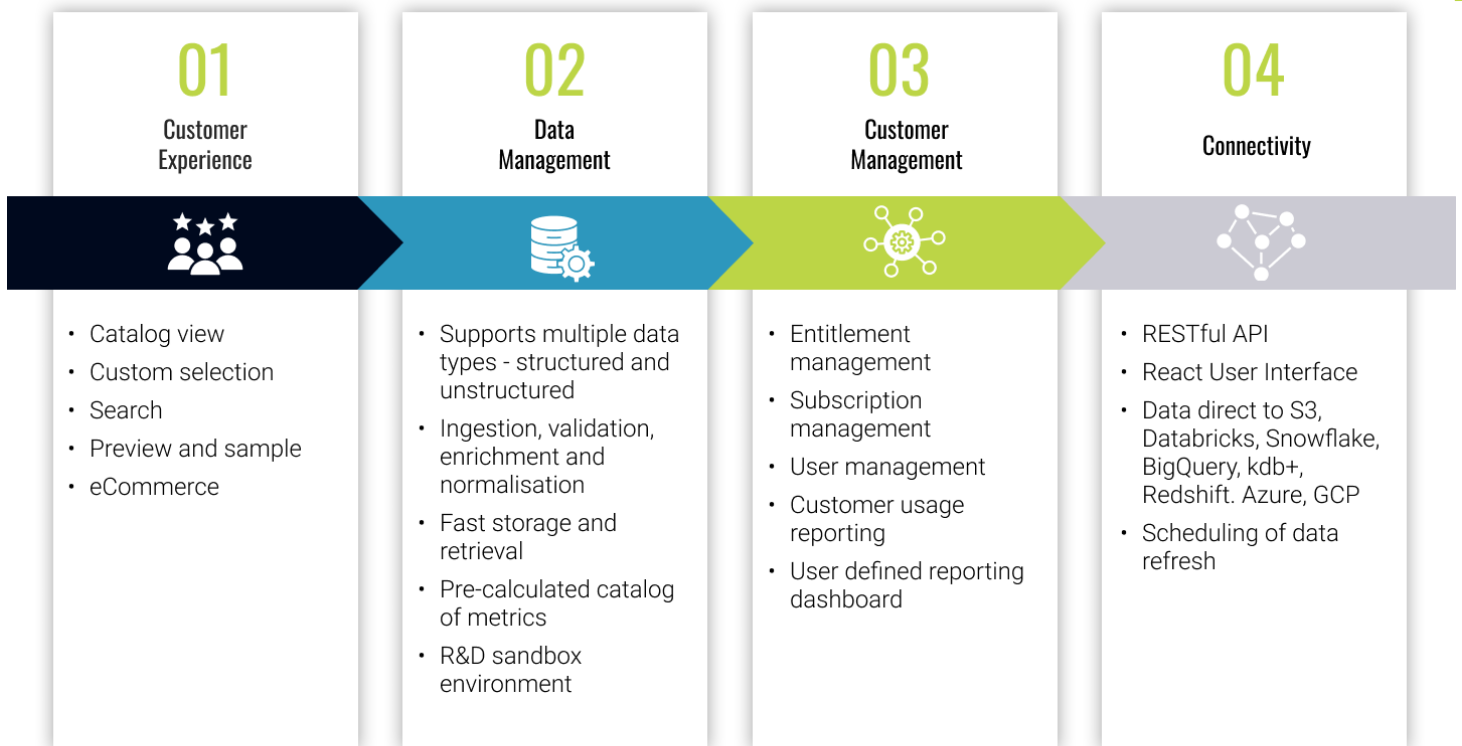 01
Customer
Experience
• Catalog view
• Custom selection
• Search
• Preview and sample
• eCommerce
02
Data
Management
• Supports multiple data
types - structured and
unstructured
• Ingestion, validation,
enrichment and
normalisation
• Fast storage and
retrieval
• Pre-calculated catalog
of metrics
• R&D sandbox
environment
03
Customer
Management
• Entitlement
management
• Subscription
management
• User management
• Customer usage
reporting
• User defined reporting
dashboard
04
Connectivity
• RESTful API
• React User Interface
• Data direct to S3,
Databricks, Snowflake,
BigQuery, kdb+,
Redshift. Azure, GCP
• Scheduling of data
refresh